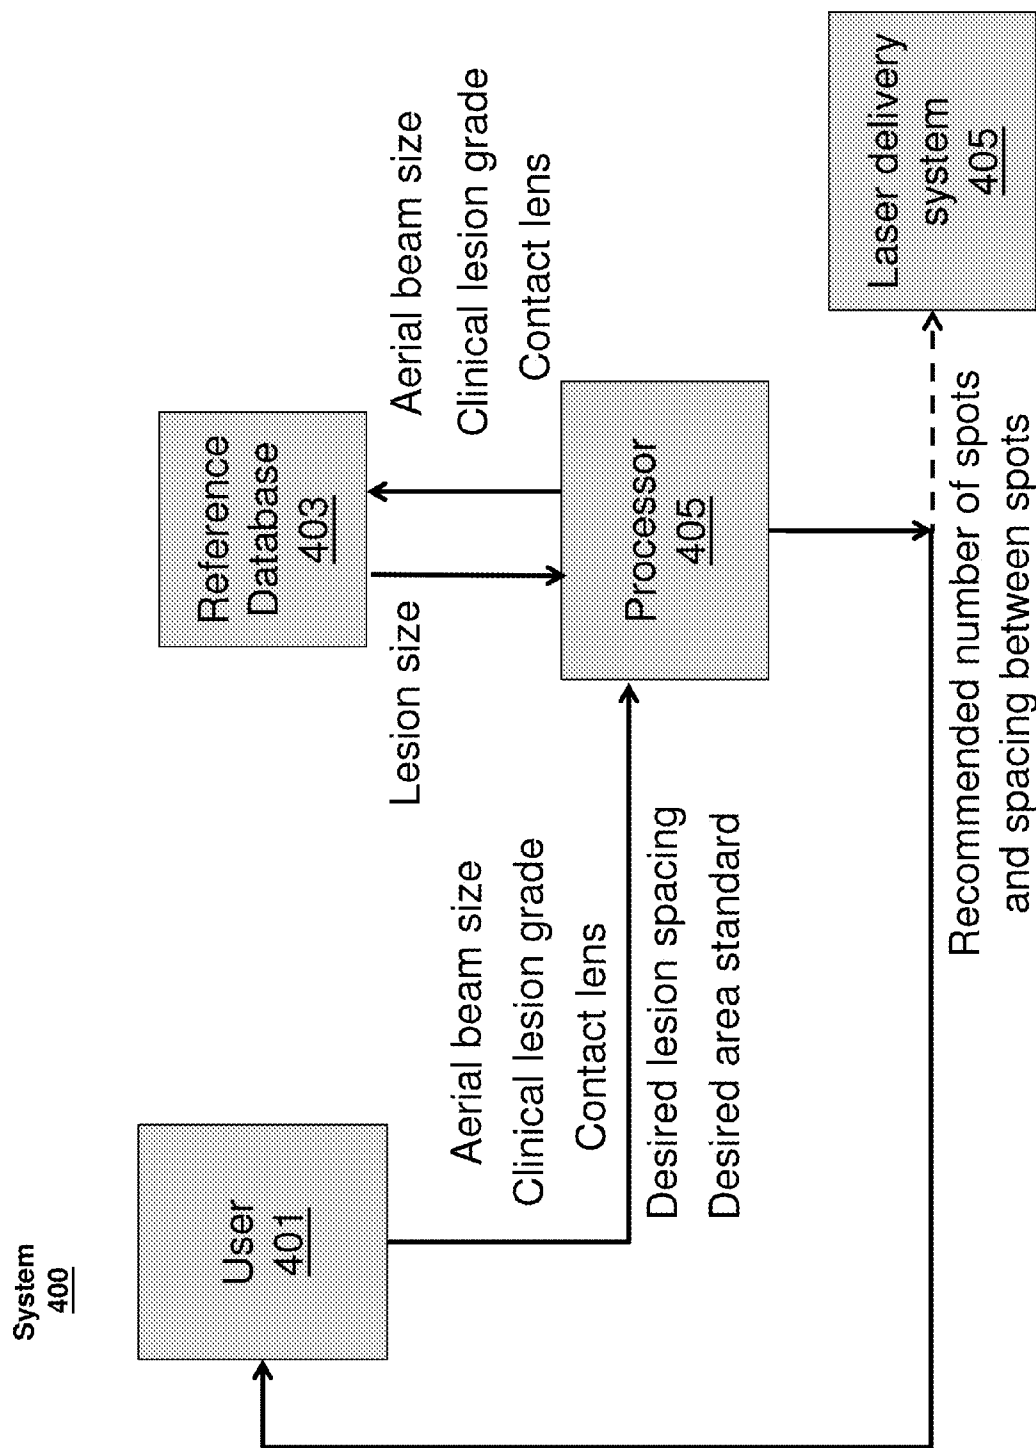 System
400
User
401
Aerial beam size
Clinical lesion grade
Contact lens
Desired lesion spacing
Desired area standard
Reference
Database
403
Lesion size
Aerial beam size
Clinical lesion grade
Contact lens
Processor
405
Laser delivery
system
405
Recommended number of spots
and spacing between spots